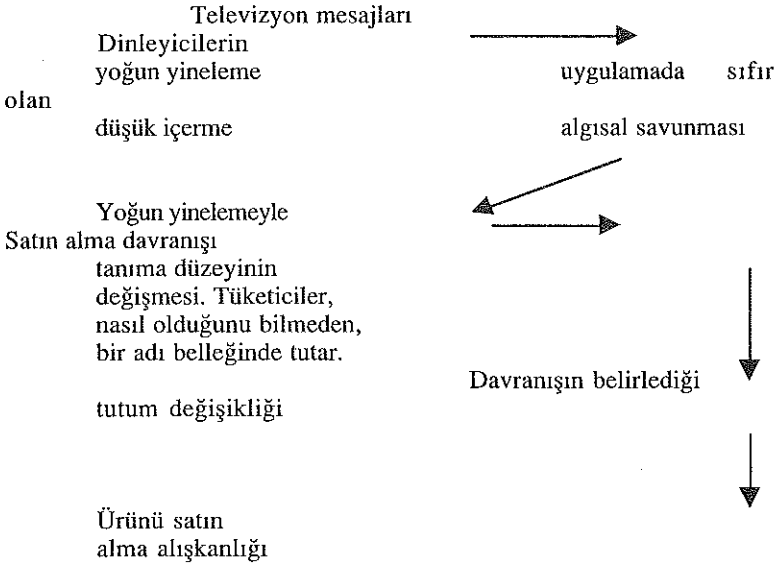 Televizyon mesajları
Dinleyicilerin
yoğun yineleme uygulamada sıfır
olan
düşük içerme algısal savunması
Yoğun yinelemeyle
Satın alma davranışı
tanıma düzeyinin
değişmesi. Tüketiciler,
nasıl olduğunu bilmeden,
bir adı belleğinde tutar.
Davranışın belirlediği
tutum değişikliği
Ürünü satın
alma alışkanlığı